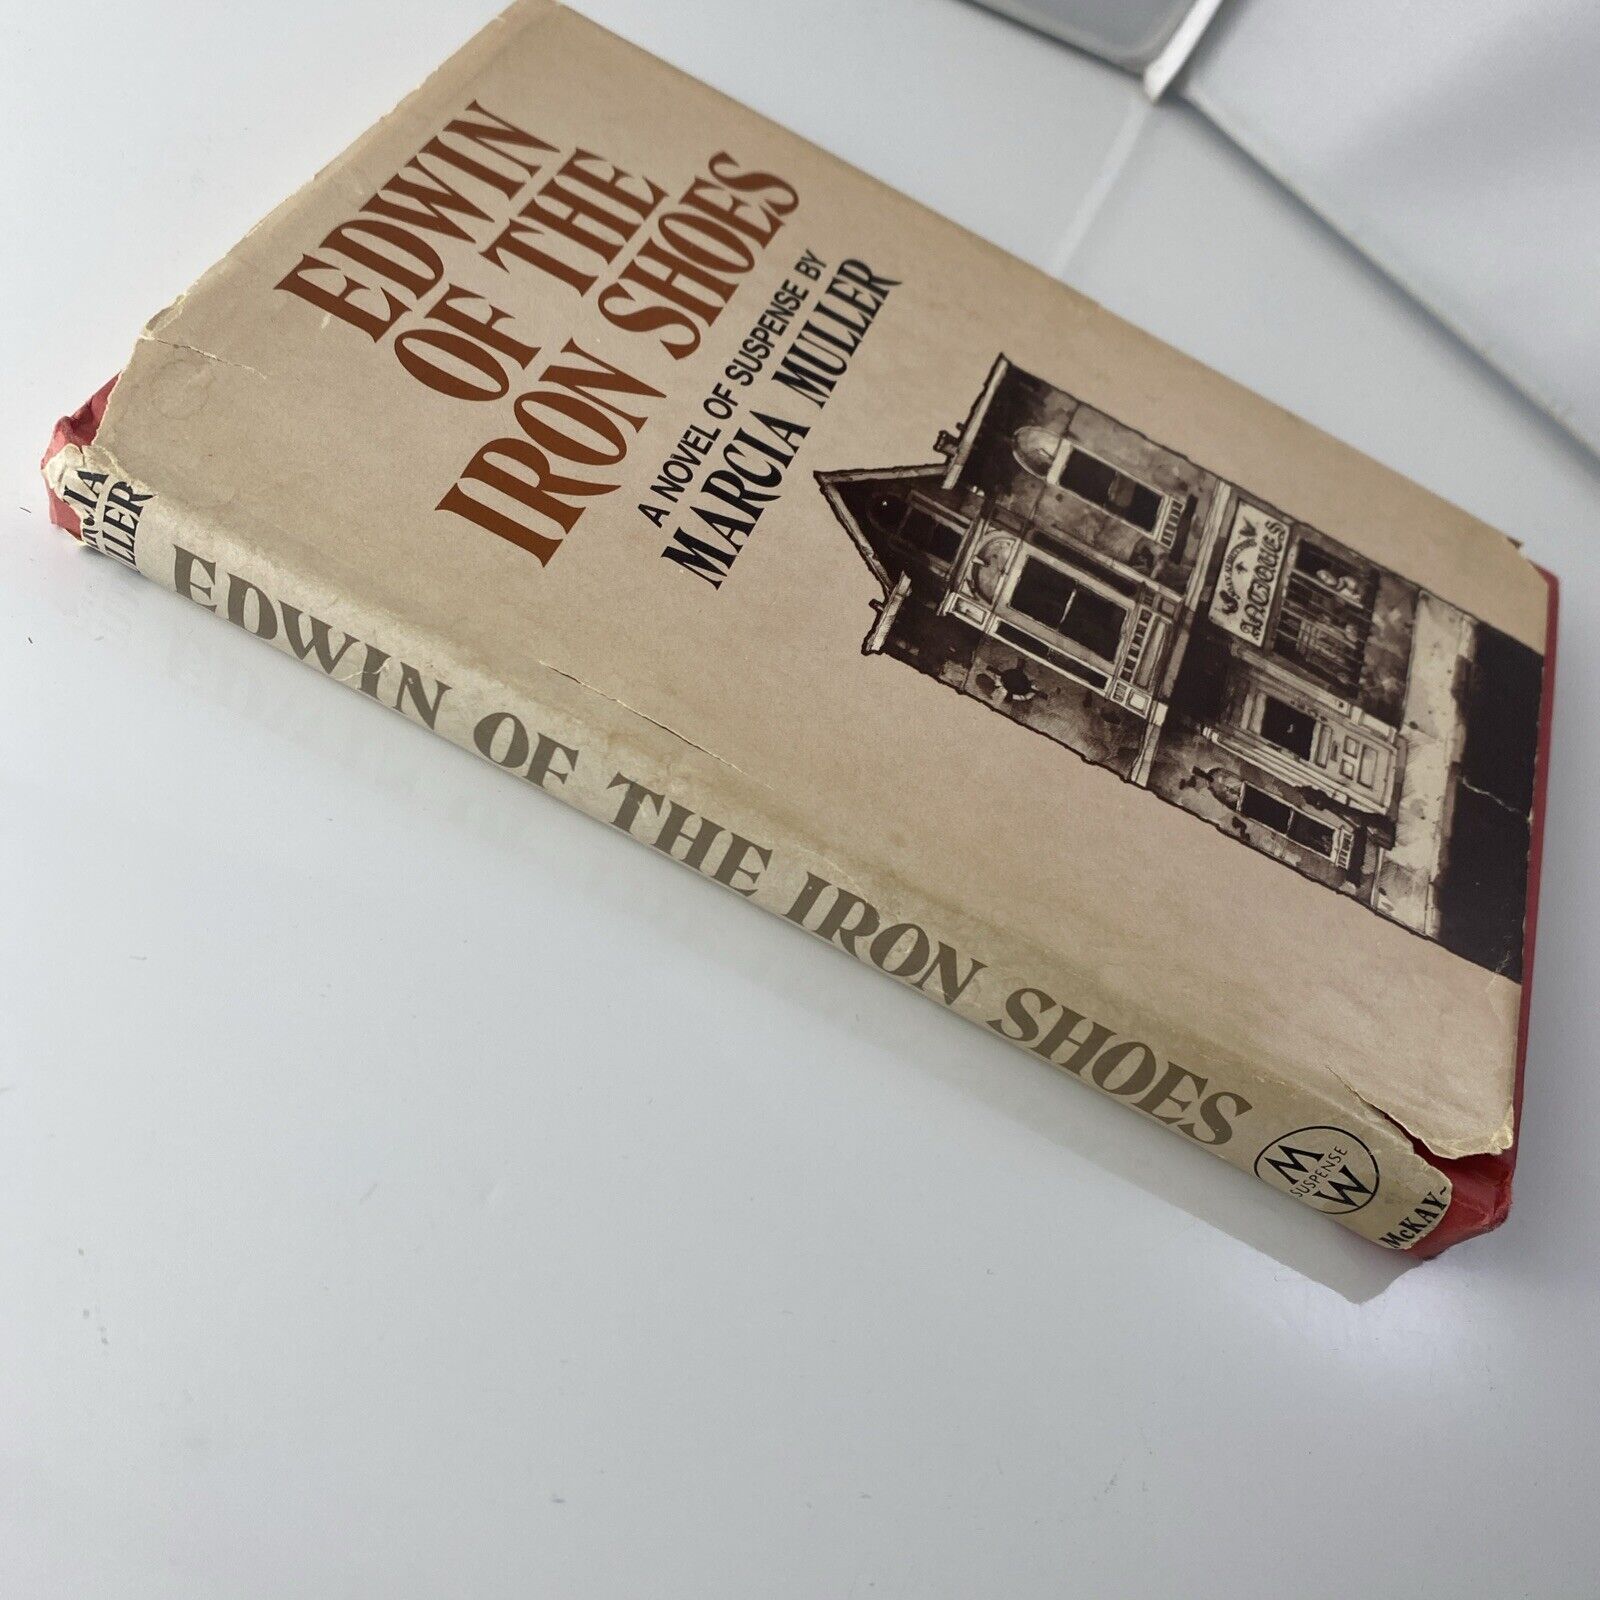 EDWIN
OF THE
IRON SHOES
A NOVEL OF SUSPENSE BY
MARCIA MULLER
ANTIQUES
EDWIN OF THE IRON SHOES
M
SUSPENSE
W
McKAY